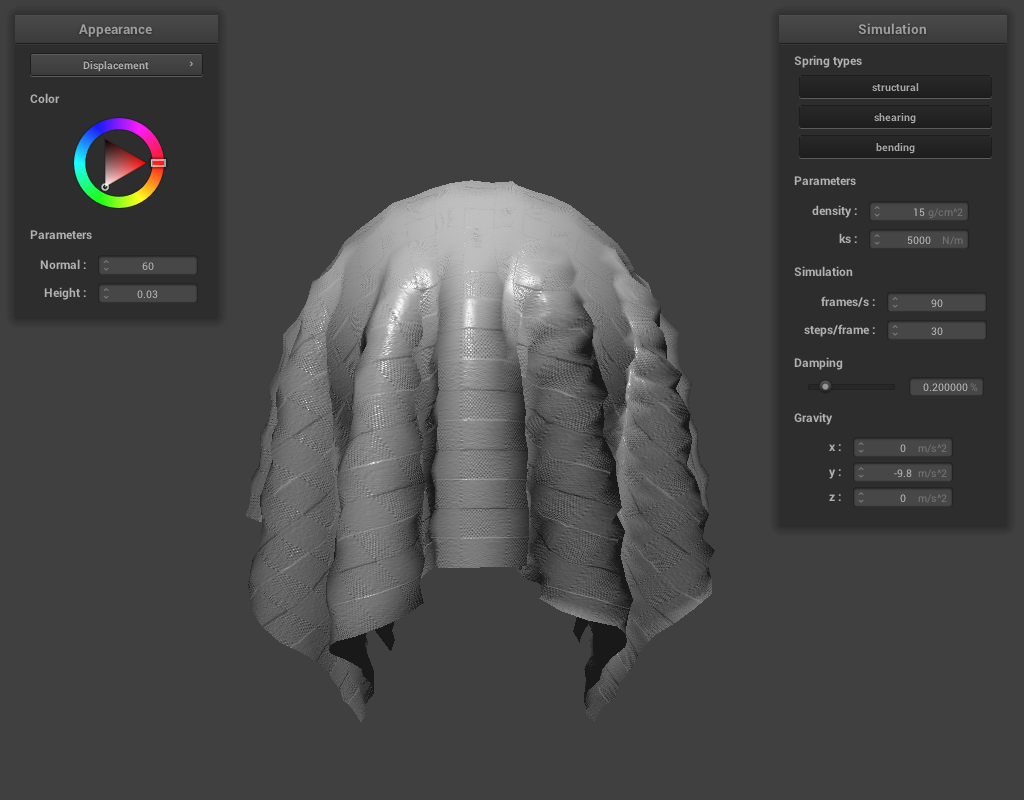 Appearance
Displacement
Color
Parameters
Normal : 60
Height : 0.03
Simulation
Spring types
structural
shearing
bending
Parameters
density : 15 g/cm^2
ks : 5000 N/m
Simulation
frames/s : 90
steps/frame : 30
Damping
0.200000 %
Gravity
x : 0 m/s^2
y : -9.8 m/s^2
z : 0 m/s^2